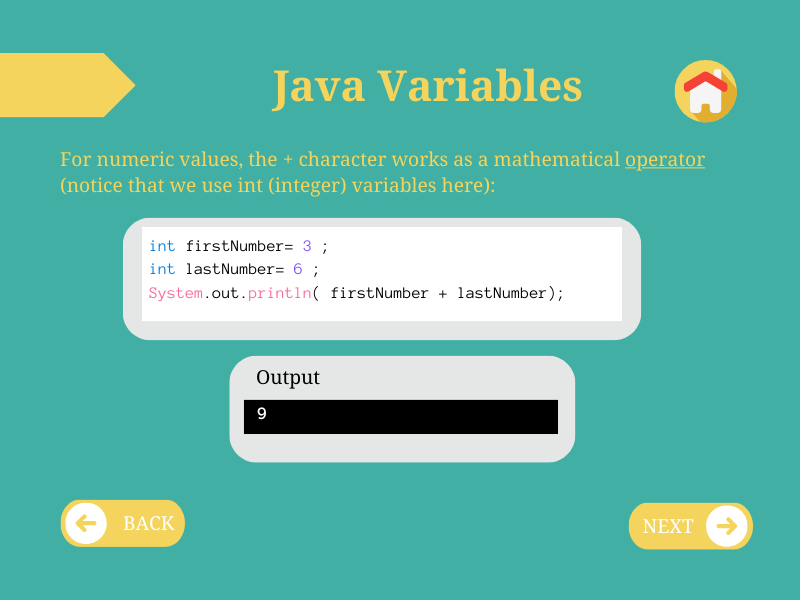 Java Variables
For numeric values, the + character works as a mathematical operator
(notice that we use int (integer) variables here):
int firstNumber= 3 ;
int lastNumber= 6 ;
System.out.println( firstNumber + lastNumber);
Output
9
BACK
NEXT